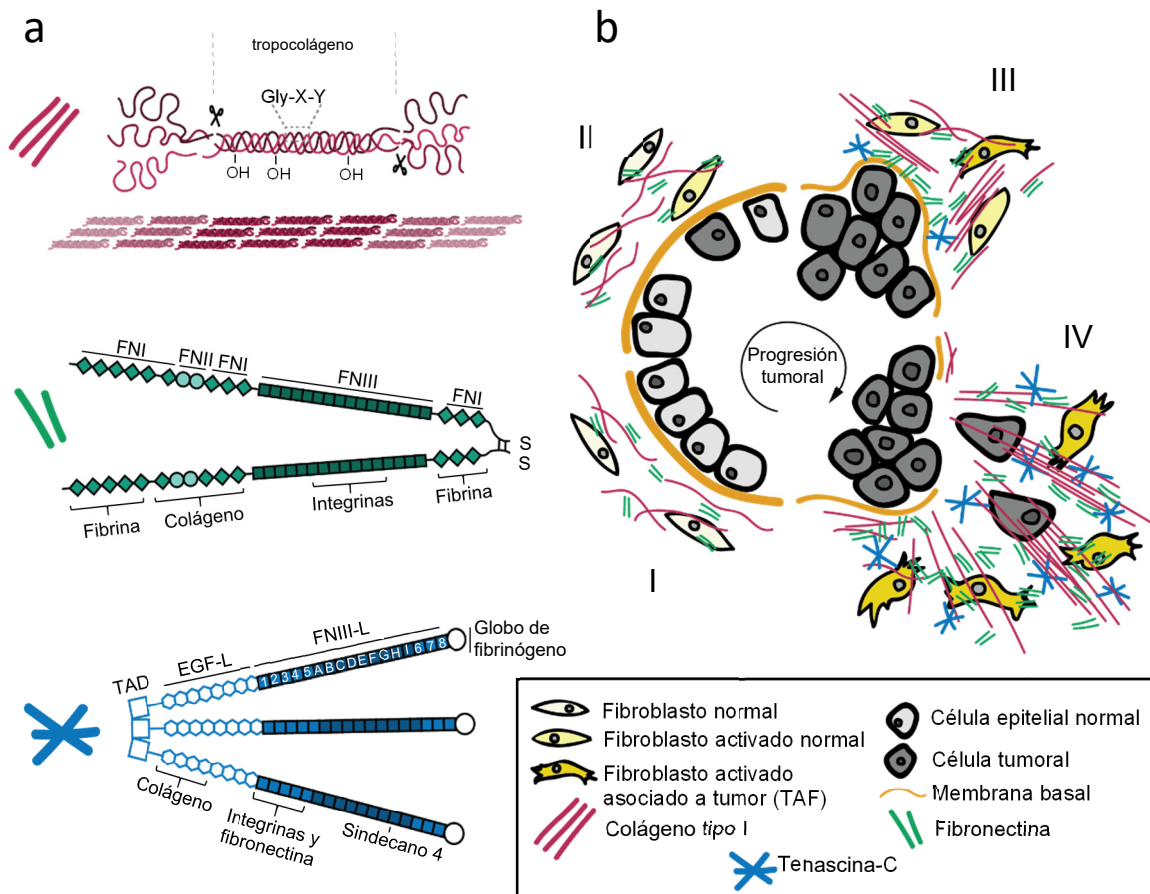 a
tropocolágeno
Gly-X-Y
OH
OH
OH
FNI
FNII
FNI
FNIII
FNI
S
S
Fibrina
Colágeno
Integrinas
Fibrina
TAD
EGF-L
FNIII-L
Globo de
fibrinógeno
1 2 3 4 5 A B C D E F G H I 6 7 8
Colágeno
Integrinas y
fibronectina
Sindecano 4
b
II
III
Progresión
tumoral
IV
I
Fibroblasto normal
Fibroblasto activado normal
Fibroblasto activado
asociado a tumor (TAF)
Colágeno tipo I
Célula epitelial normal
Célula tumoral
Membrana basal
Fibronectina
Tenascina-C